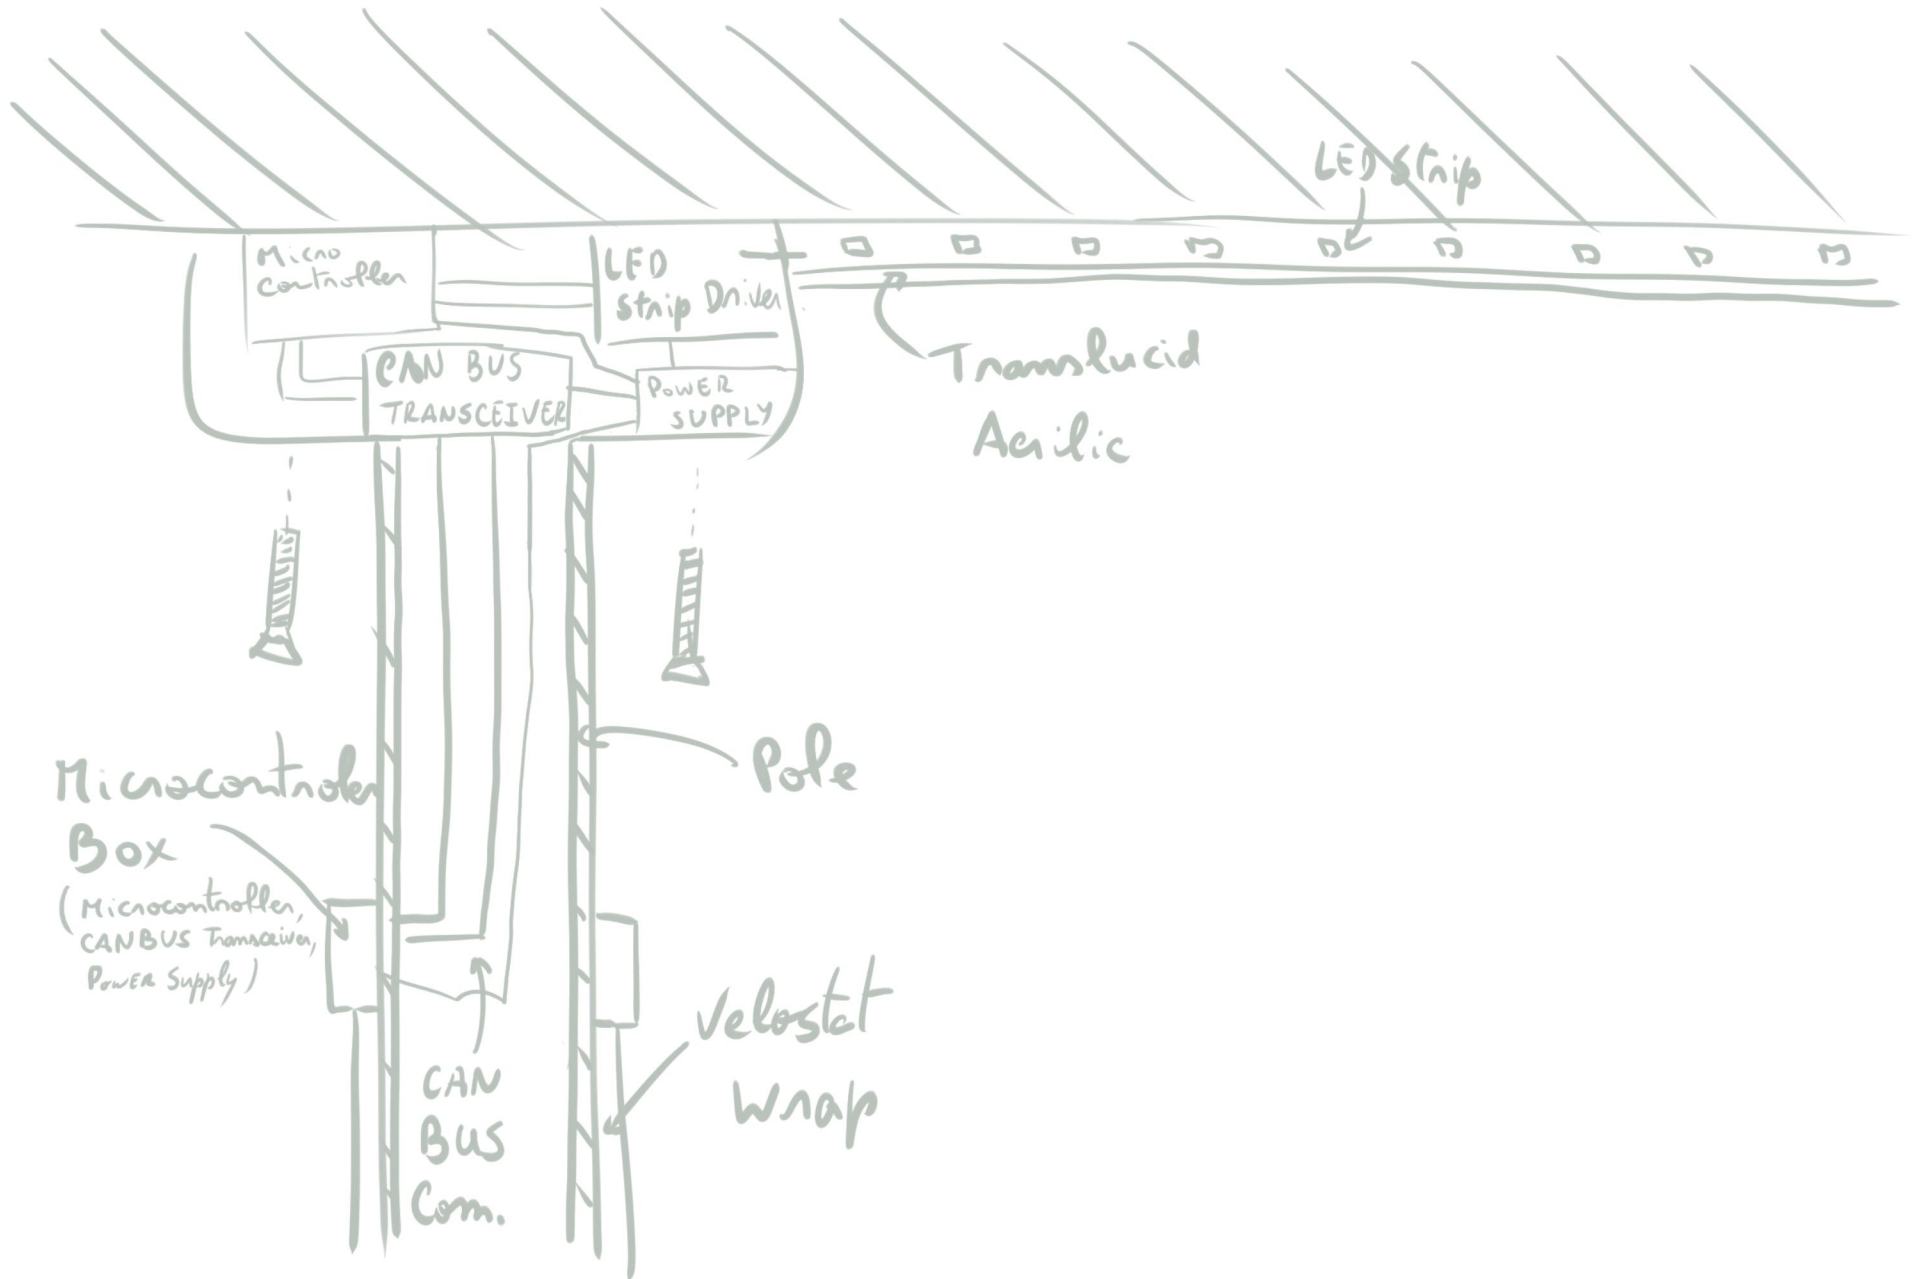 LED Strip
Micro
Controller
LED
Strip Driver
CAN BUS
TRANSCEIVER
POWER
SUPPLY
Translucid
Acrilic
Microcontroler
Box
(Microcontroller,
CANBUS Transceiver,
Power Supply)
Pole
Velostat
Wrap
CAN
BUS
Com.